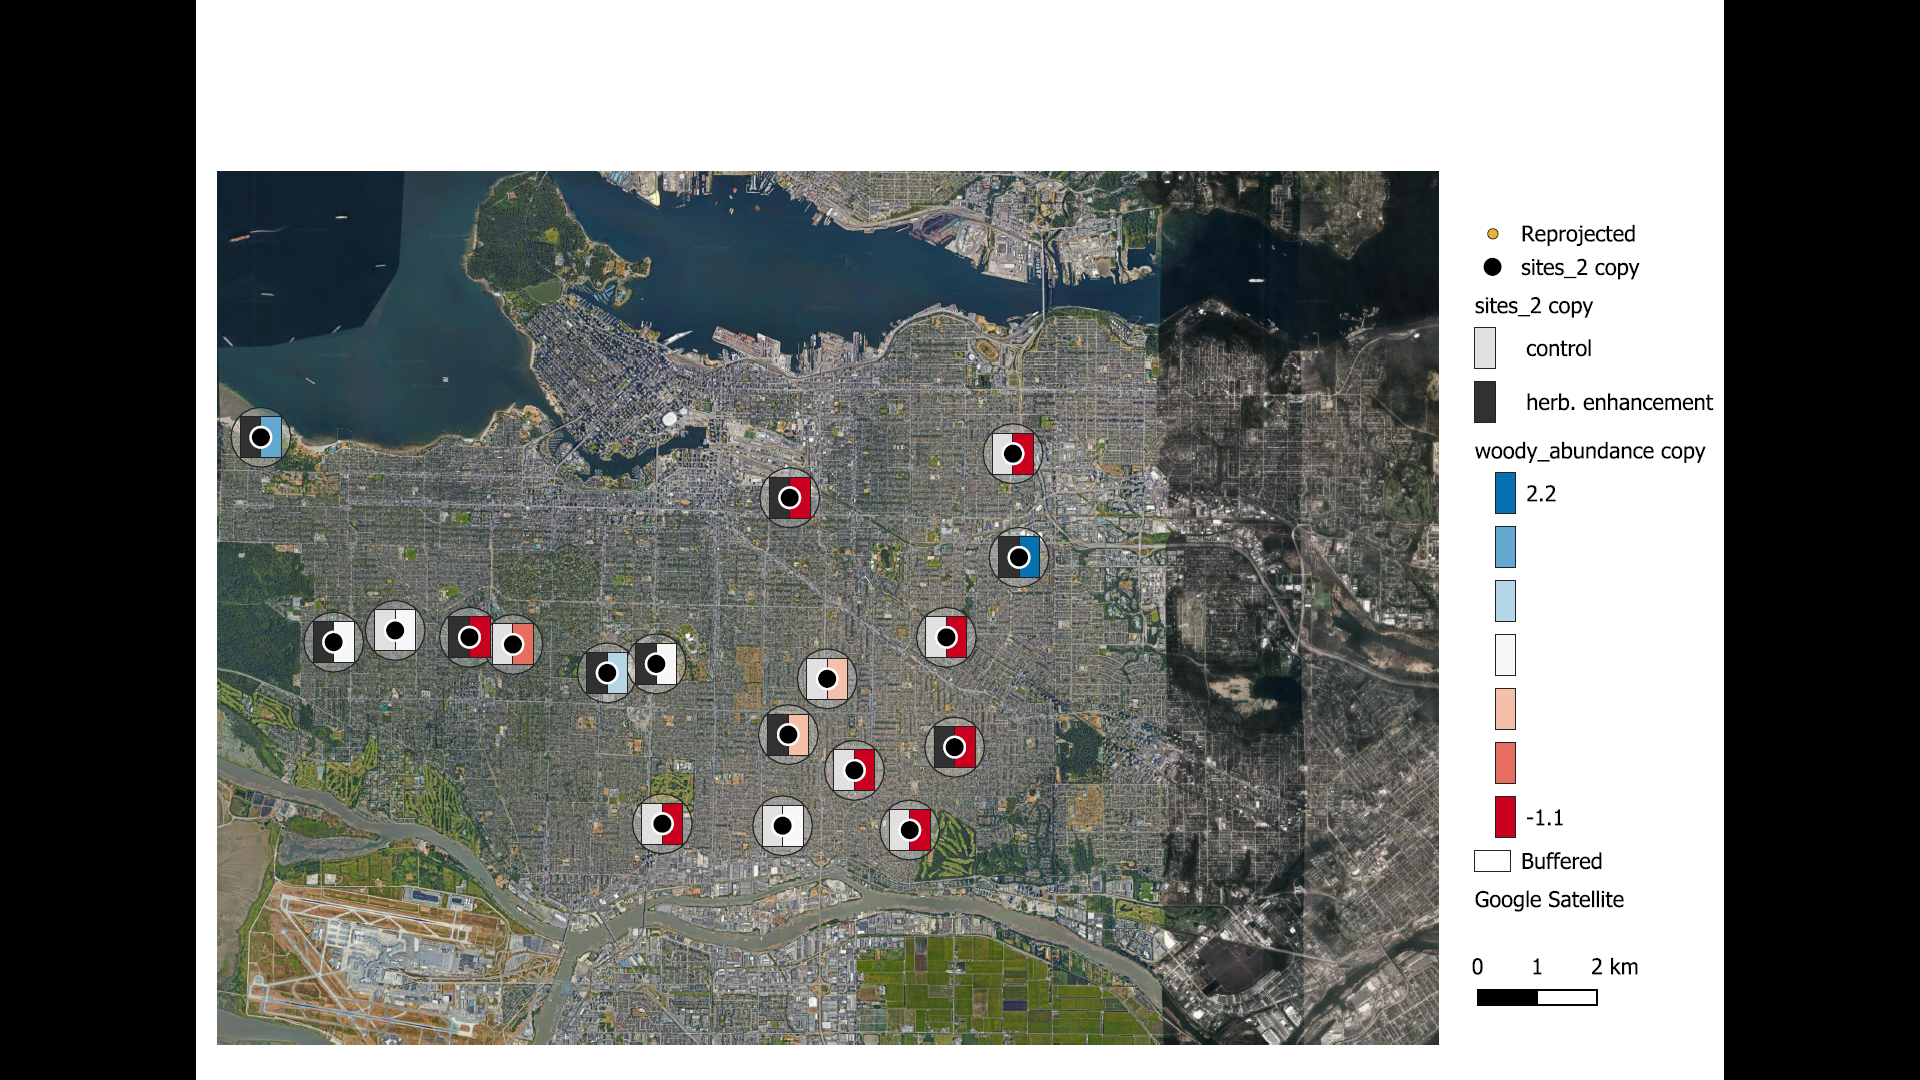 Reprojected
sites_2 copy
sites_2 copy
control
herb. enhancement
woody_abundance copy
2.2
-1.1
Buffered
Google Satellite
0 1 2 km